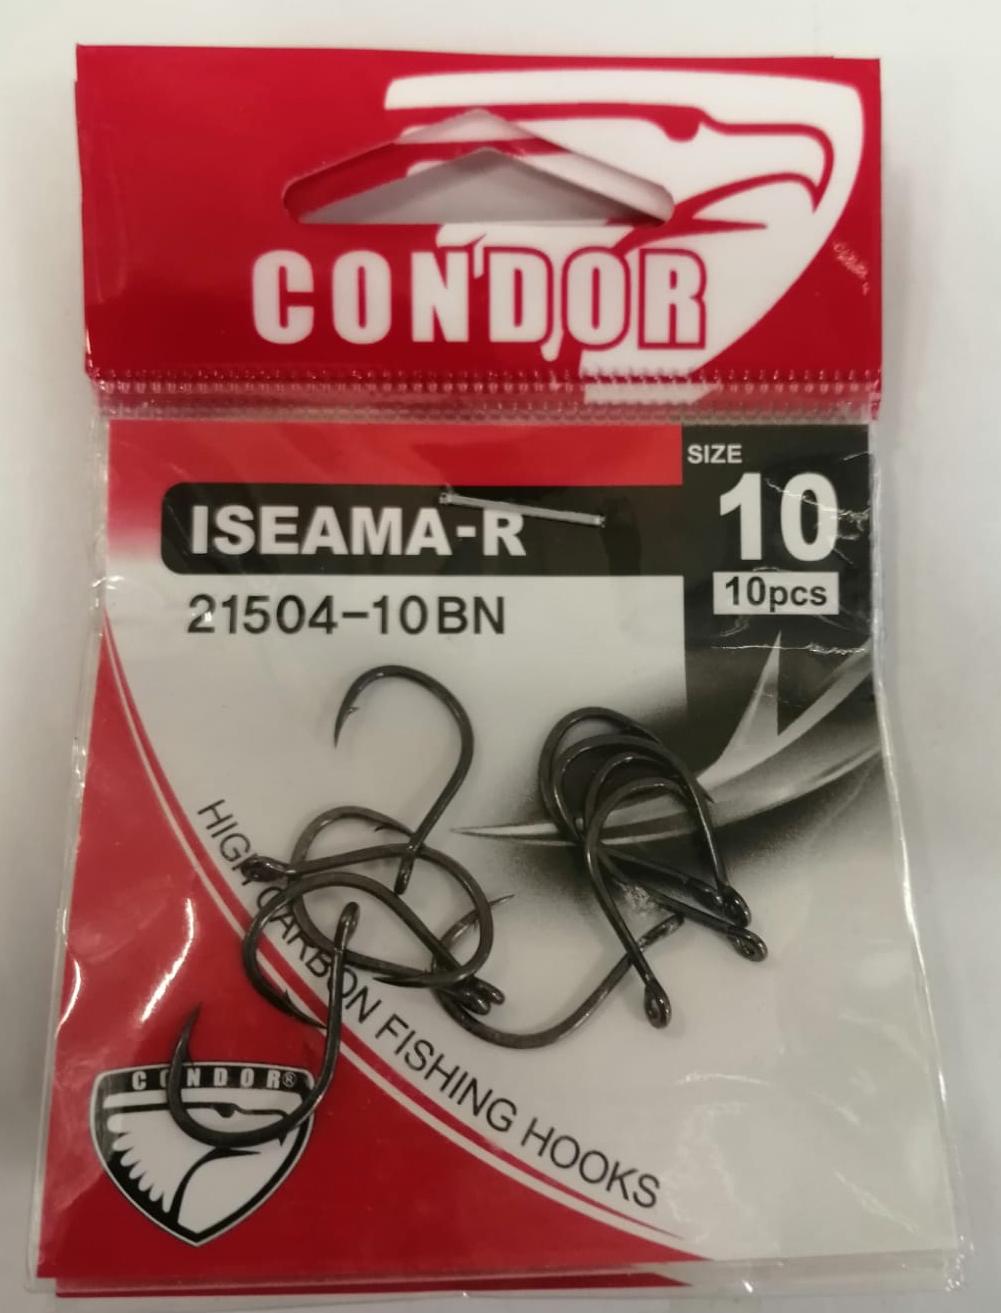 CONDOR
SIZE
10
10pcs
ISEAMA-R
21504-10BN
HIGH CARBON FISHING HOOKS
CONDOR®